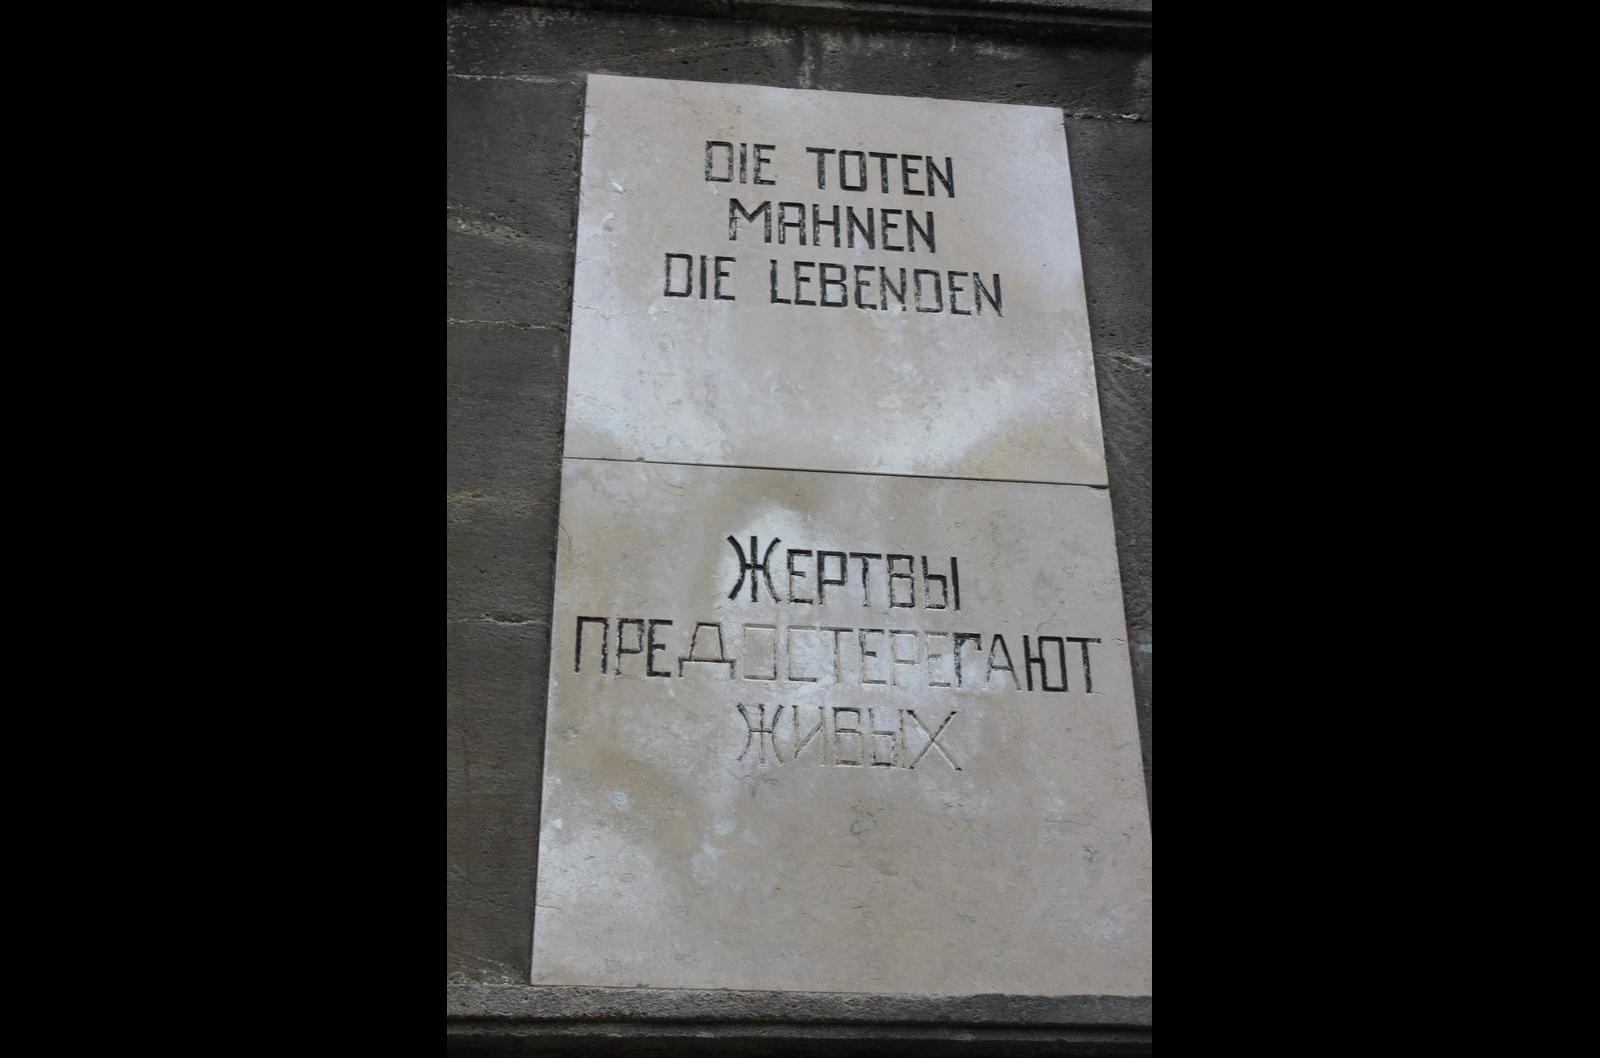 DIE TOTEN
MAHNEN
DIE LEBENDEN
ЖЕРТВЫ
ПРЕДОСТЕРЕГАЮТ
ЖИВЫХ